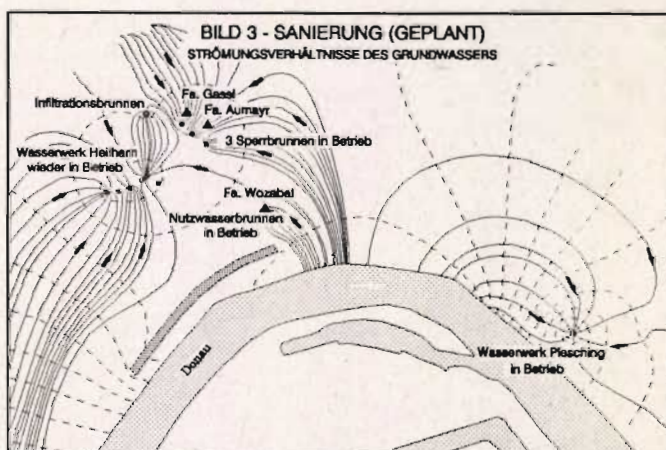 BILD 3 - SANIERUNG (GEPLANT)
STRÖMUNGSVERHÄLTNISSE DES GRUNDWASSERS
Fa. Gassl
Infiltrationsbrunnen
Fa. Aumayr
3 Sperrbrunnen in Betrieb
Wasserwerk Heilham
wieder in Betrieb
Fa. Wozabal
Nutzwasserbrunnen
in Betrieb
Donau
Wasserwerk Plesching
in Betrieb